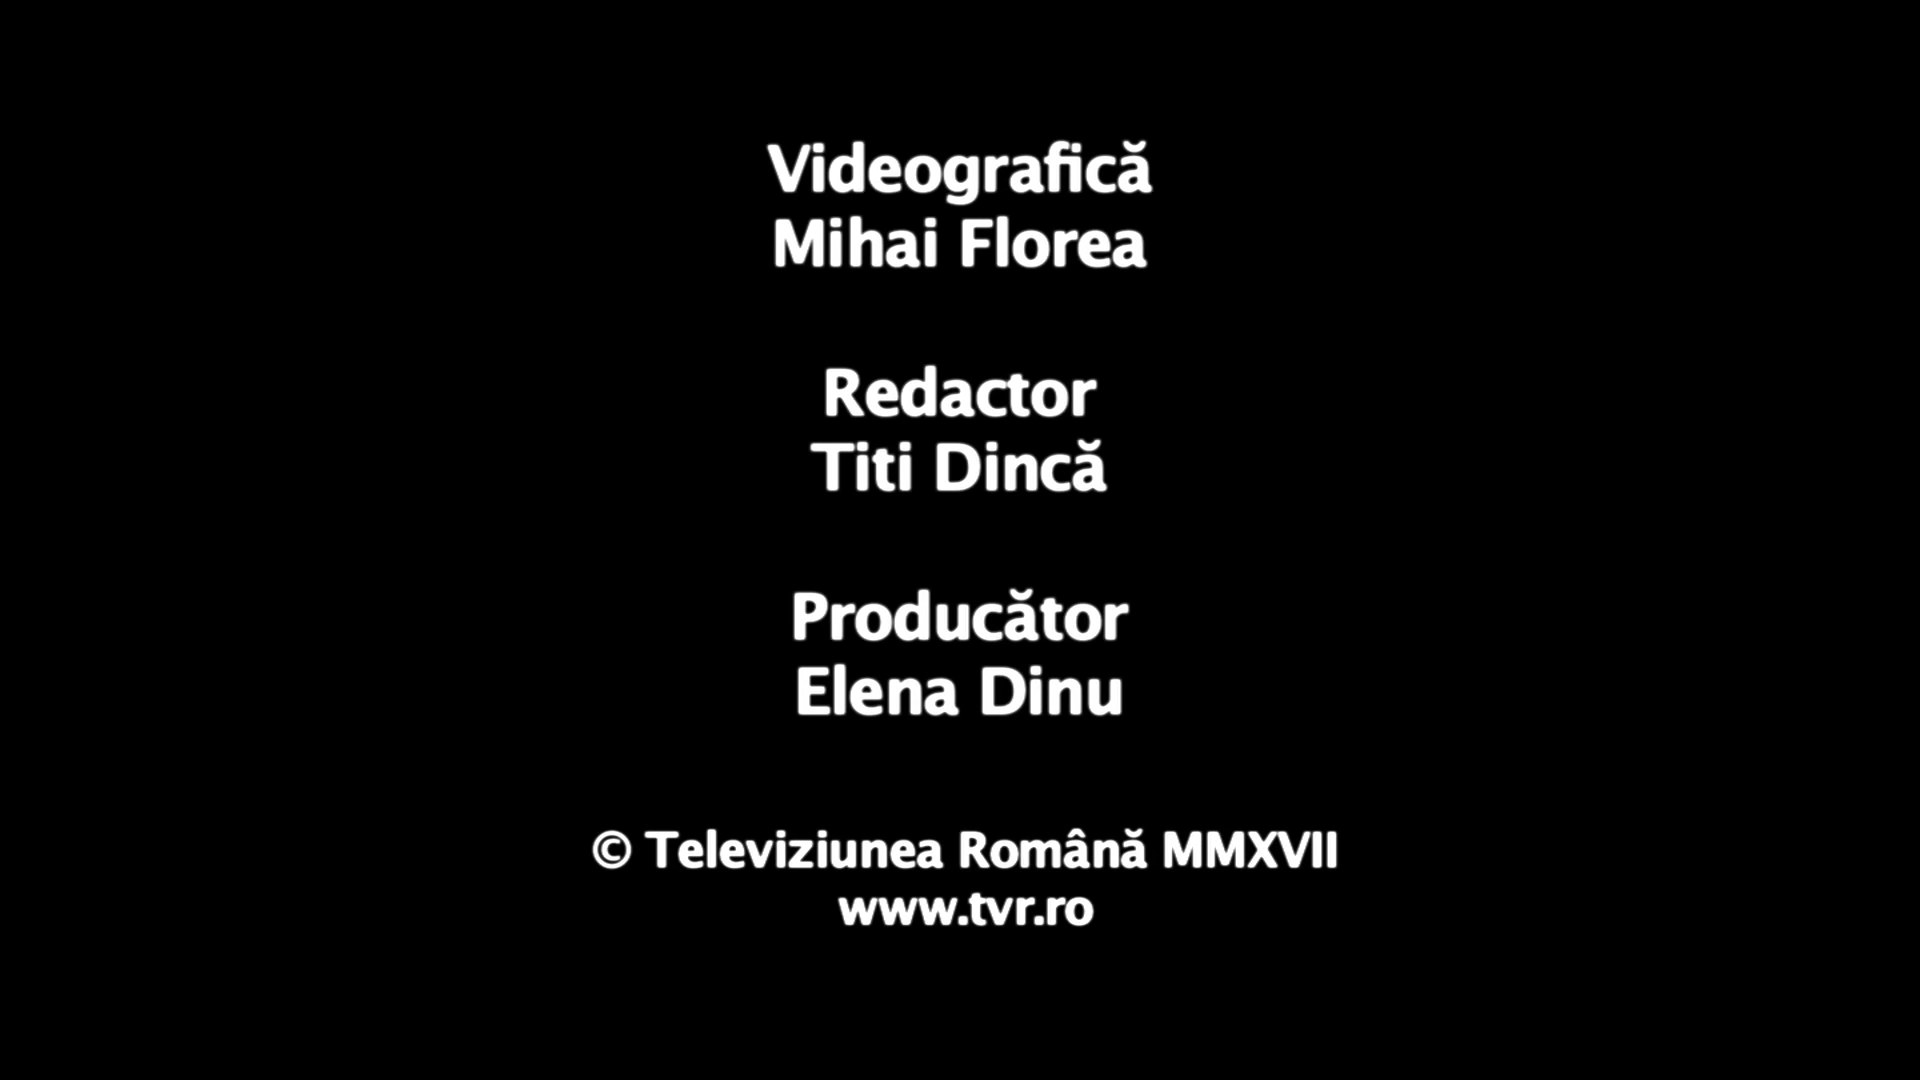 Videografică
Mihai Florea
Redactor
Titi Dincă
Producător
Elena Dinu
© Televiziunea Română MMXVII
www.tvr.ro